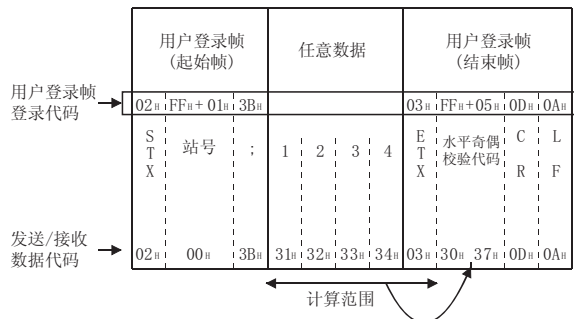 用户登录帧 任意数据 用户登录帧
(起始帧) (结束帧)
用户登录帧
登录代码
02H FFH+ 01H 3BH 03H FFH+05H 0DH 0AH
STX 站号 ; 1 2 3 4 ETX 水平奇偶校验代码 CR LF
发送/接收
数据代码
02H 00H 3BH 31H 32H 33H 34H 03H 30H 37H 0DH 0AH
计算范围